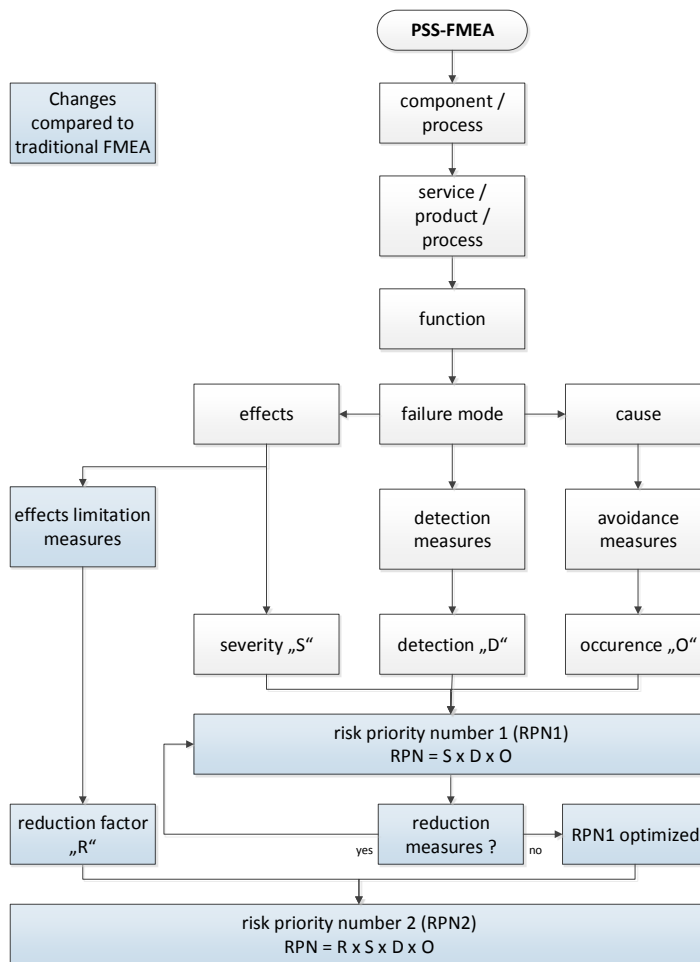 PSS-FMEA
Changes
compared to
traditional FMEA
component /
process
service /
product /
process
function
effects
failure mode
cause
effects limitation
measures
detection
measures
avoidance
measures
severity „S“
detection „D“
occurence „O“
risk priority number 1 (RPN1)
RPN = S x D x O
reduction factor
„R“
yes
reduction
measures ?
no
RPN1 optimized
risk priority number 2 (RPN2)
RPN = R x S x D x O